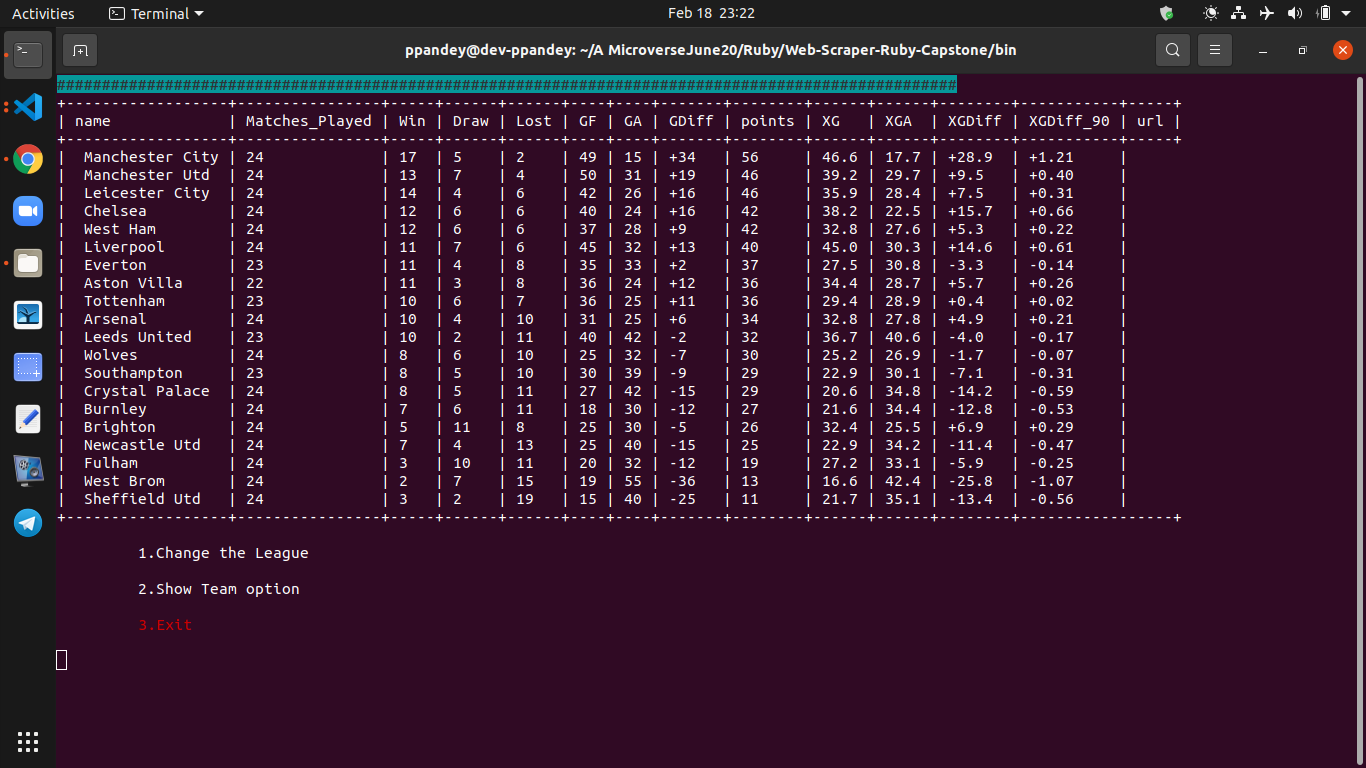 Activities Terminal Feb 18 23:22
ppandey@dev-ppandey: ~/A MicroverseJune20/Ruby/Web-Scraper-Ruby-Capstone/bin
####################################################################################################
+------------------+----------------+-----+------+------+----+----+-------+--------+------+------+--------+-----------+-----+
| name | Matches_Played | Win | Draw | Lost | GF | GA | GDiff | points | XG | XGA | XGDiff | XGDiff_90 | url |
+------------------+----------------+-----+------+------+----+----+-------+--------+------+------+--------+-----------+-----+
| Manchester City | 24 | 17 | 5 | 2 | 49 | 15 | +34 | 56 | 46.6 | 17.7 | +28.9 | +1.21 |
| Manchester Utd | 24 | 13 | 7 | 4 | 50 | 31 | +19 | 46 | 39.2 | 29.7 | +9.5 | +0.40 |
| Leicester City | 24 | 14 | 4 | 6 | 42 | 26 | +16 | 46 | 35.9 | 28.4 | +7.5 | +0.31 |
| Chelsea | 24 | 12 | 6 | 6 | 40 | 24 | +16 | 42 | 38.2 | 22.5 | +15.7 | +0.66 |
| West Ham | 24 | 12 | 6 | 6 | 37 | 28 | +9 | 42 | 32.8 | 27.6 | +5.3 | +0.22 |
| Liverpool | 24 | 11 | 7 | 6 | 45 | 32 | +13 | 40 | 45.0 | 30.3 | +14.6 | +0.61 |
| Everton | 23 | 11 | 4 | 8 | 35 | 33 | +2 | 37 | 27.5 | 30.8 | -3.3 | -0.14 |
| Aston Villa | 22 | 11 | 3 | 8 | 36 | 24 | +12 | 36 | 34.4 | 28.7 | +5.7 | +0.26 |
| Tottenham | 23 | 10 | 6 | 7 | 36 | 25 | +11 | 36 | 29.4 | 28.9 | +0.4 | +0.02 |
| Arsenal | 24 | 10 | 4 | 10 | 31 | 25 | +6 | 34 | 32.8 | 27.8 | +4.9 | +0.21 |
| Leeds United | 23 | 10 | 2 | 11 | 40 | 42 | -2 | 32 | 36.7 | 40.6 | -4.0 | -0.17 |
| Wolves | 24 | 8 | 6 | 10 | 25 | 32 | -7 | 30 | 25.2 | 26.9 | -1.7 | -0.07 |
| Southampton | 23 | 8 | 5 | 10 | 30 | 39 | -9 | 29 | 22.9 | 30.1 | -7.1 | -0.31 |
| Crystal Palace | 24 | 8 | 5 | 11 | 27 | 42 | -15 | 29 | 20.6 | 34.8 | -14.2 | -0.59 |
| Burnley | 24 | 7 | 6 | 11 | 18 | 30 | -12 | 27 | 21.6 | 34.4 | -12.8 | -0.53 |
| Brighton | 24 | 5 | 11 | 8 | 25 | 30 | -5 | 26 | 32.4 | 25.5 | +6.9 | +0.29 |
| Newcastle Utd | 24 | 7 | 4 | 13 | 25 | 40 | -15 | 25 | 22.9 | 34.2 | -11.4 | -0.47 |
| Fulham | 24 | 3 | 10 | 11 | 20 | 32 | -12 | 19 | 27.2 | 33.1 | -5.9 | -0.25 |
| West Brom | 24 | 2 | 7 | 15 | 19 | 55 | -36 | 13 | 16.6 | 42.4 | -25.8 | -1.07 |
| Sheffield Utd | 24 | 3 | 2 | 19 | 15 | 40 | -25 | 11 | 21.7 | 35.1 | -13.4 | -0.56 |
+------------------+----------------+-----+------+------+----+----+-------+--------+------+------+--------+-----------------+
1.Change the League
2.Show Team option
3.Exit